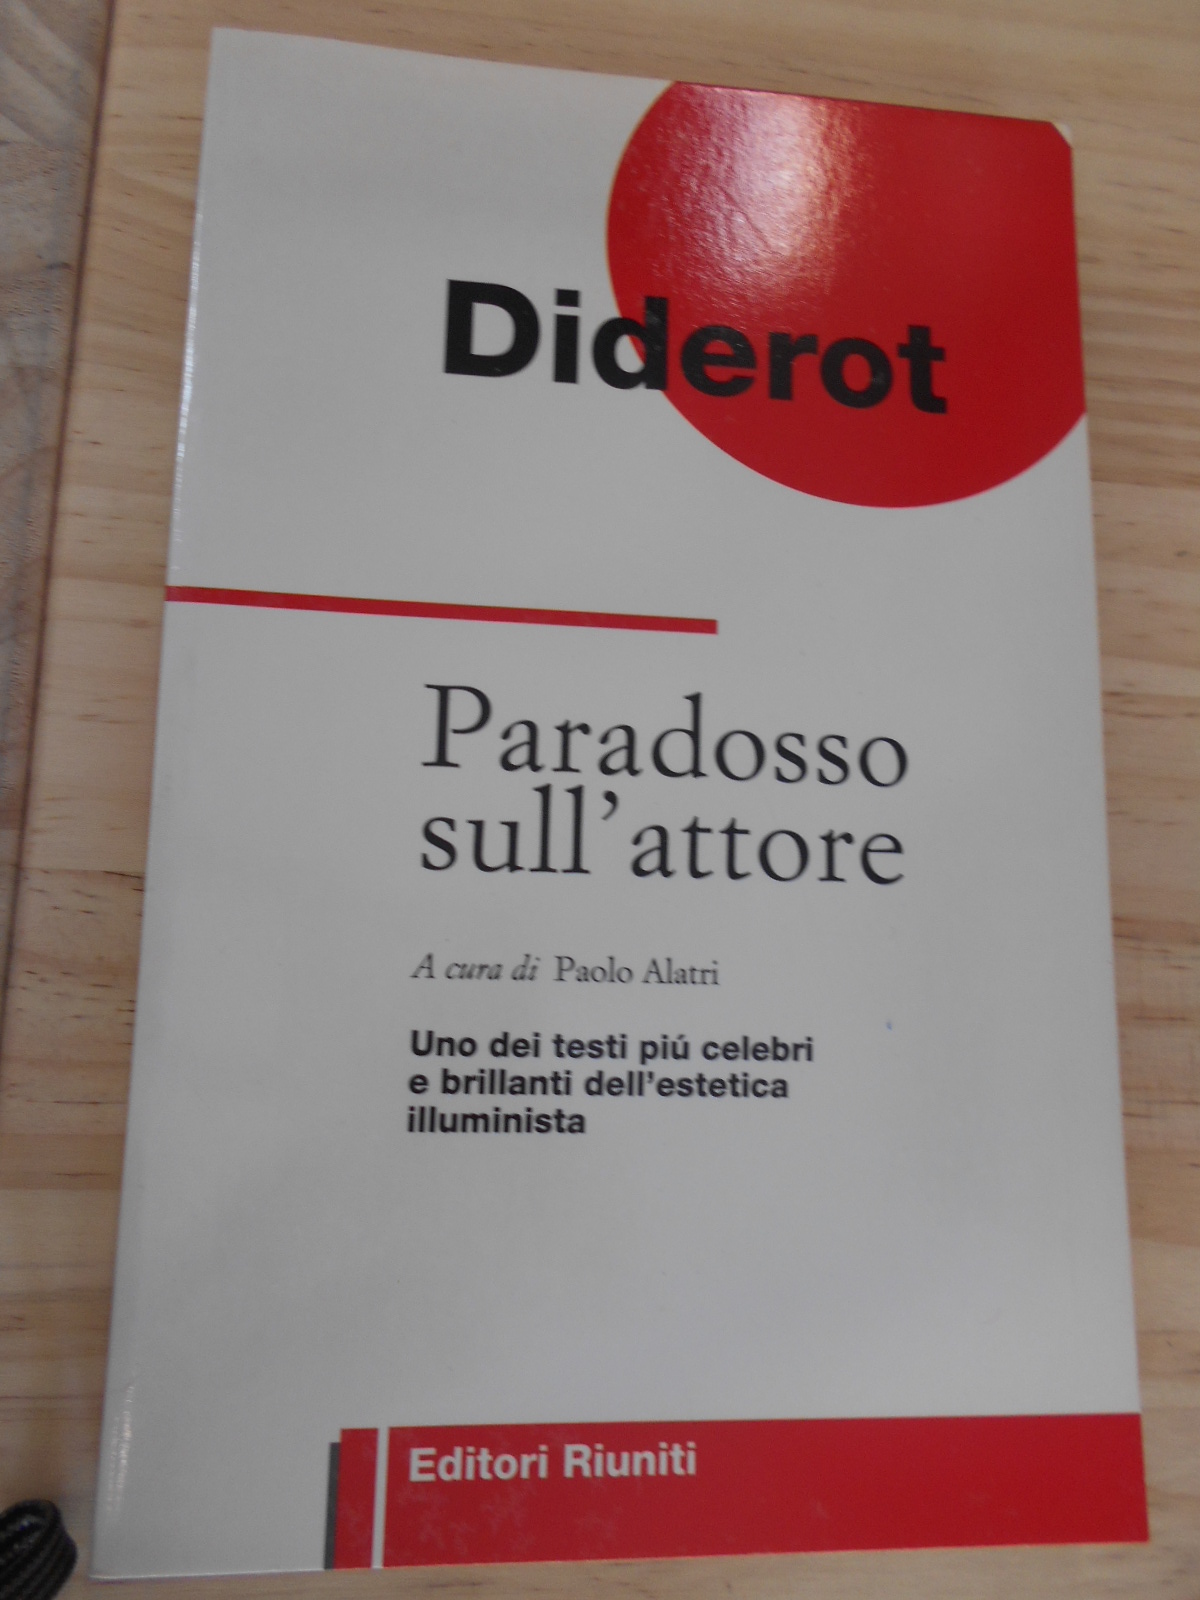 Diderot
Paradosso
sull'attore
A cura di Paolo Alatri
Uno dei testi piú celebri
e brillanti dell'estetica
illuminista
Editori Riuniti